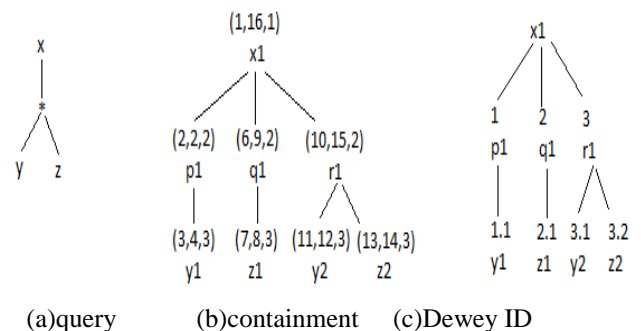 x
*
y z
(a)query
(1,16,1)
x1
(2,2,2) (6,9,2) (10,15,2)
p1 q1 r1
(3,4,3) (7,8,3) (11,12,3) (13,14,3)
y1 z1 y2 z2
(b)containment
x1
1 2 3
p1 q1 r1
1.1 2.1 3.1 3.2
y1 z1 y2 z2
(c)Dewey ID